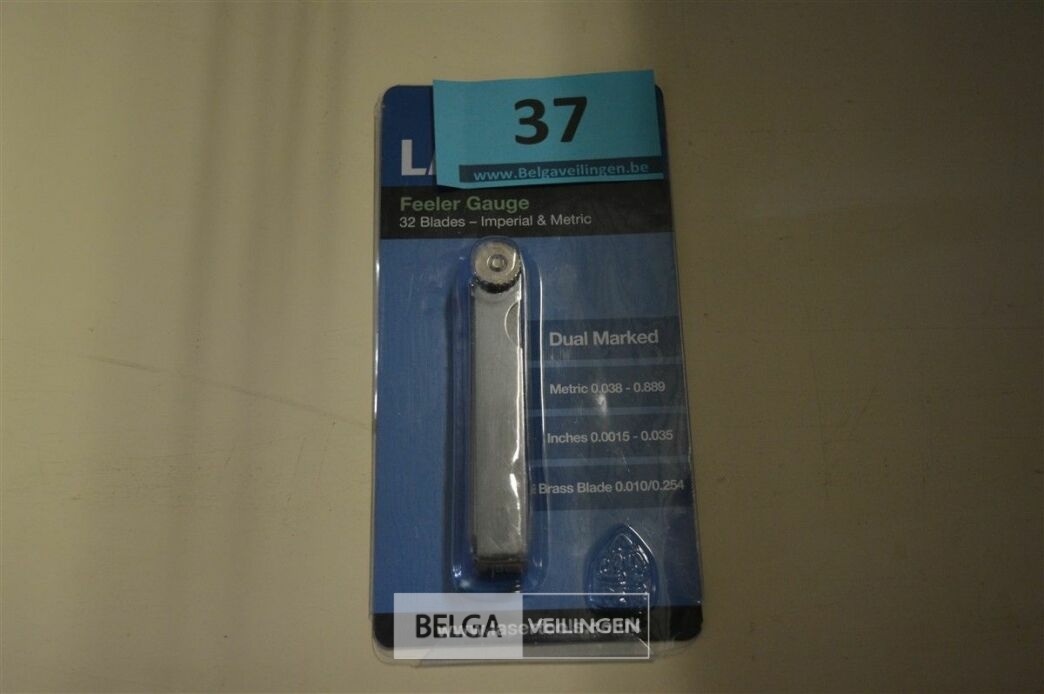 37
www.Belgaveilingen.be
Feeler Gauge
32 Blades – Imperial & Metric
Dual Marked
Metric 0.038 - 0.889
Inches 0.0015 - 0.035
Brass Blade 0.010/0.254
BELGA VEILINGEN